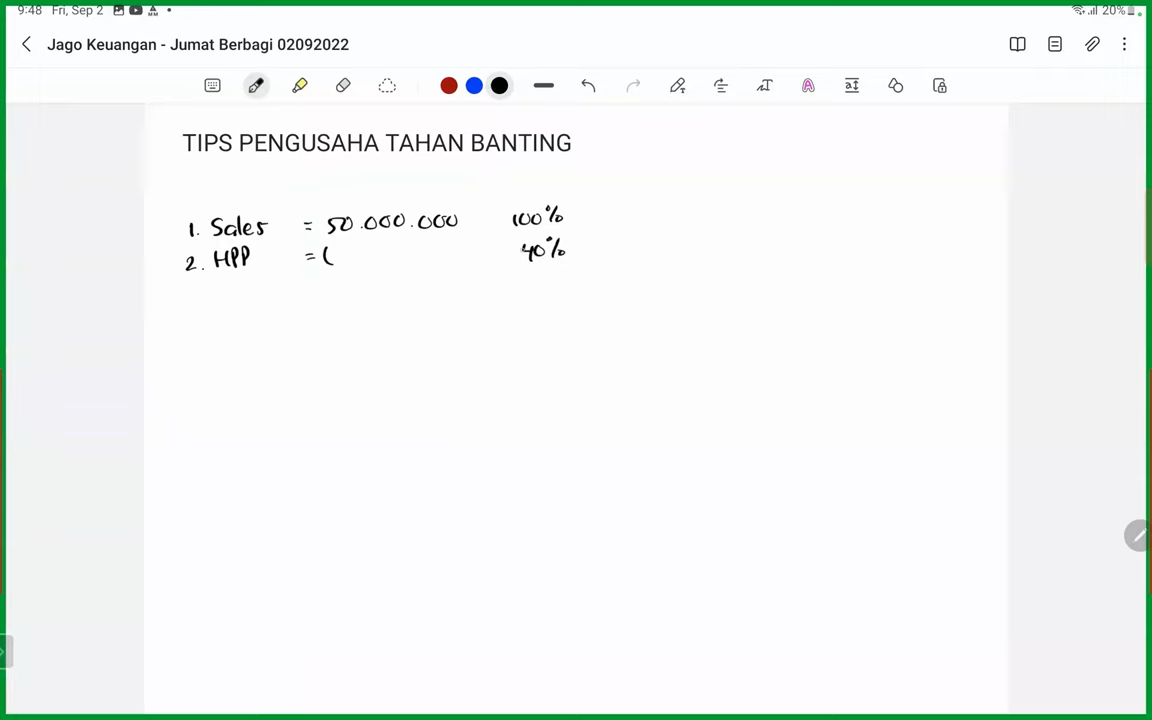 9:48 Fri, Sep 2 20%
Jago Keuangan - Jumat Berbagi 02092022
TIPS PENGUSAHA TAHAN BANTING
1. Sales = 50.000.000 100%
2. HPP = ( 40%